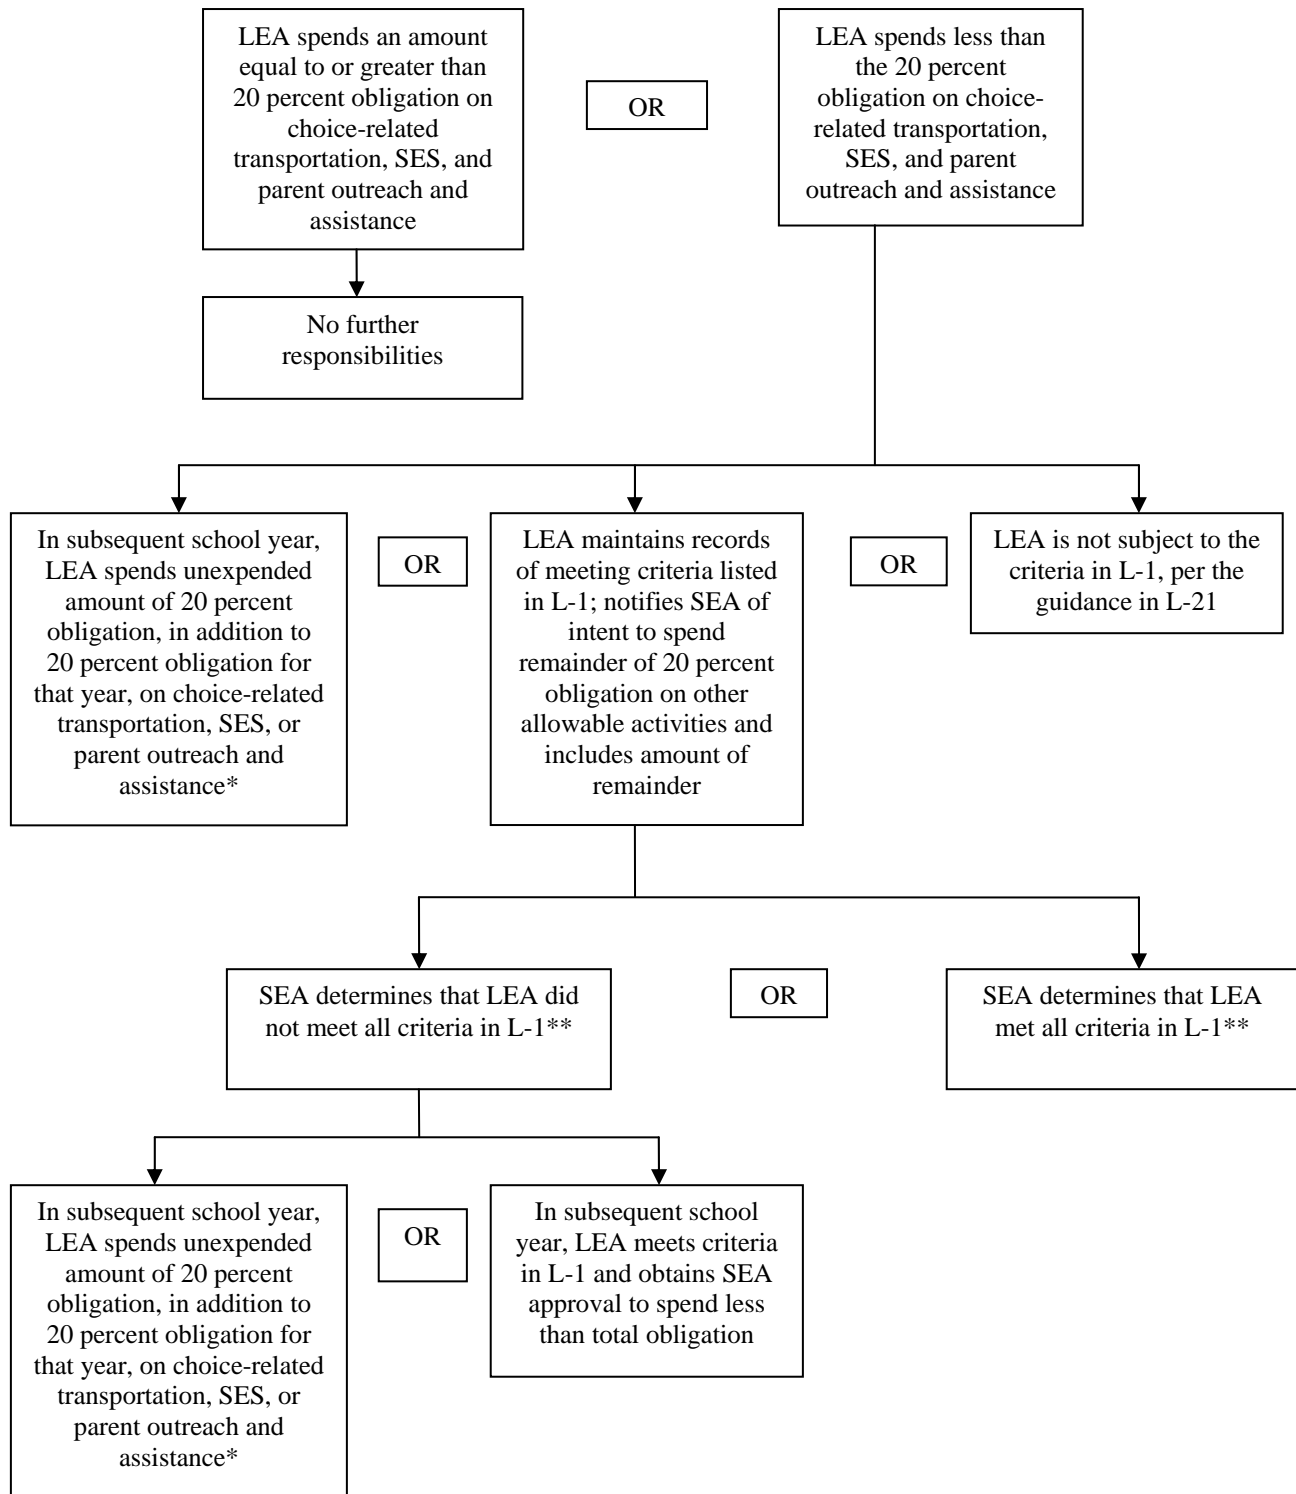 LEA spends an amount
equal to or greater than
20 percent obligation on
choice-related
transportation, SES, and
parent outreach and
assistance
OR
LEA spends less than
the 20 percent
obligation on choice-
related transportation,
SES, and parent
outreach and assistance
No further
responsibilities
In subsequent school year,
LEA spends unexpended
amount of 20 percent
obligation, in addition to
20 percent obligation for
that year, on choice-related
transportation, SES, or
parent outreach and
assistance*
OR
LEA maintains records
of meeting criteria listed
in L-1; notifies SEA of
intent to spend
remainder of 20 percent
obligation on other
allowable activities and
includes amount of
remainder
OR
LEA is not subject to the
criteria in L-1, per the
guidance in L-21
SEA determines that LEA did
not meet all criteria in L-1**
OR
SEA determines that LEA
met all criteria in L-1**
In subsequent school year,
LEA spends unexpended
amount of 20 percent
obligation, in addition to
20 percent obligation for
that year, on choice-related
transportation, SES, or
parent outreach and
assistance*
OR
In subsequent school
year, LEA meets criteria
in L-1 and obtains SEA
approval to spend less
than total obligation